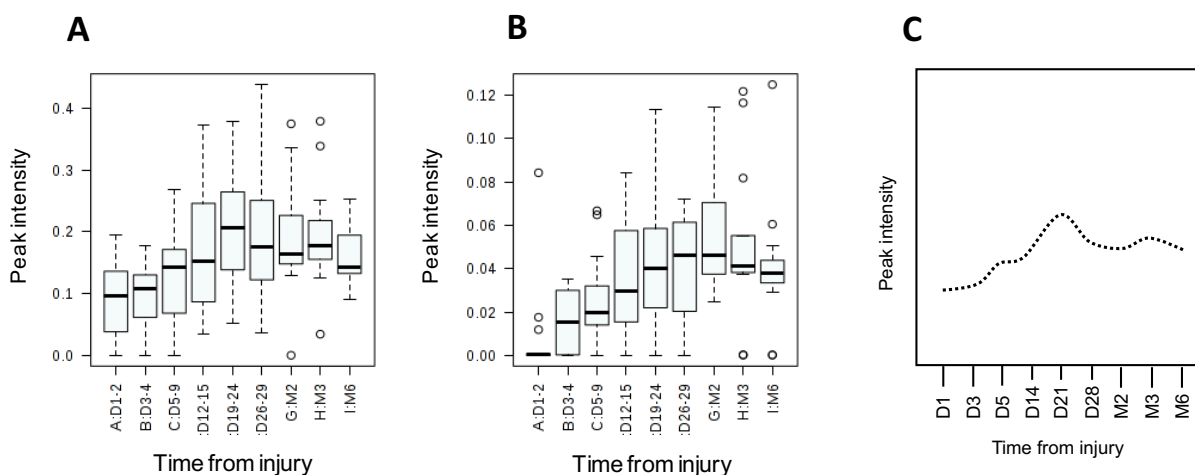 A
B
C
Peak intensity
0.4
0.3
0.2
0.1
0.0
A:D1-2
B:D3-4
C:D5-9
:D12-15
:D19-24
:D26-29
G:M2
H:M3
I:M6
Time from injury
Peak intensity
0.12
0.10
0.08
0.06
0.04
0.02
0.00
A:D1-2
B:D3-4
C:D5-9
:D12-15
:D19-24
:D26-29
G:M2
H:M3
I:M6
Time from injury
Peak intensity
D1
D3
D5
D14
D21
D28
M2
M3
M6
Time from injury